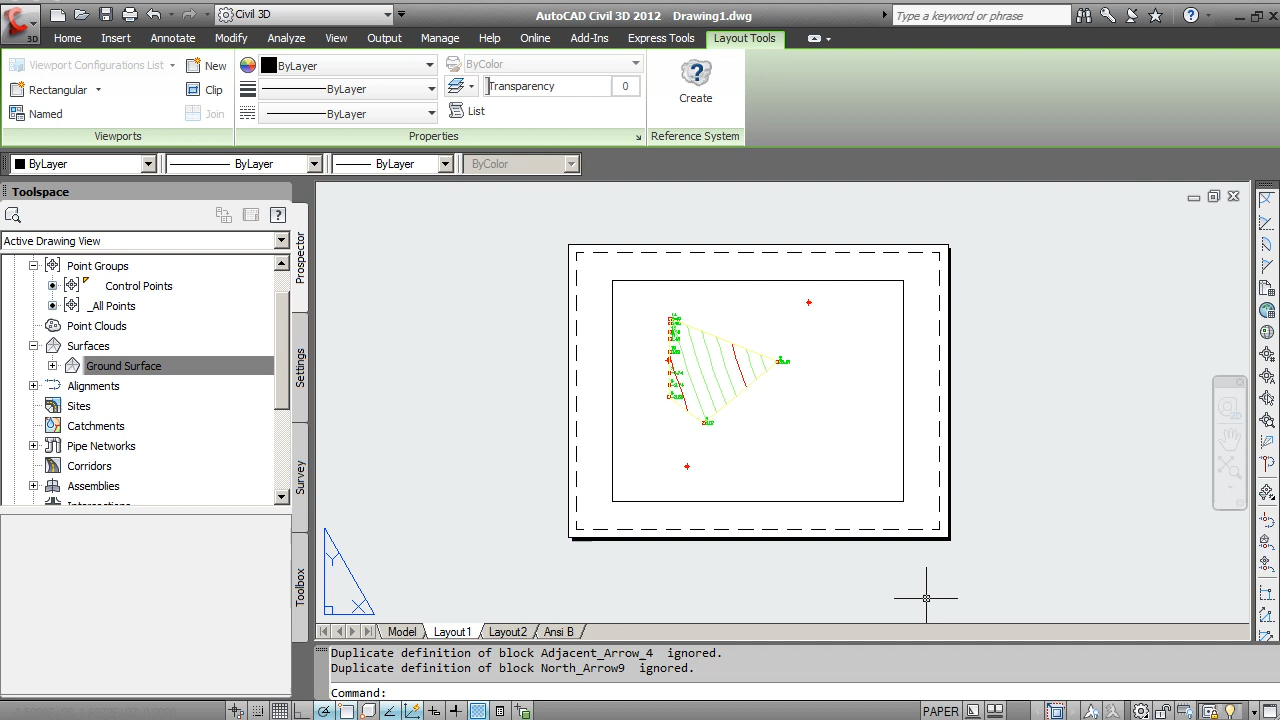 Civil 3D
AutoCAD Civil 3D 2012 Drawing1.dwg
Type a keyword or phrase
3D
Home Insert Annotate Modify Analyze View Output Manage Help Online Add-Ins Express Tools Layout Tools
Viewport Configurations List New
Rectangular Clip
Named Join
Viewports
ByLayer
ByLayer
ByLayer
ByColor
Transparency 0
List
Properties
Create
Reference System
ByLayer ByLayer ByLayer ByColor
Toolspace
Active Drawing View
Point Groups
Control Points
_All Points
Point Clouds
Surfaces
Ground Surface
Alignments
Sites
Catchments
Pipe Networks
Corridors
Assemblies
Prospector
Settings
Survey
Toolbox
Y
X
Model Layout1 Layout2 Ansi B
Duplicate definition of block Adjacent_Arrow_4 ignored.
Duplicate definition of block North_Arrow9 ignored.
Command:
PAPER